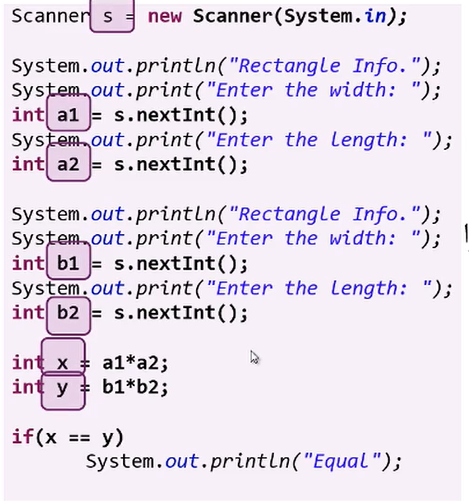 Scanner s = new Scanner(System.in);
System.out.println("Rectangle Info.");
System.out.print("Enter the width: ");
int a1 = s.nextInt();
System.out.print("Enter the length: ");
int a2 = s.nextInt();
System.out.println("Rectangle Info.");
System.out.print("Enter the width: ");
int b1 = s.nextInt();
System.out.print("Enter the length: ");
int b2 = s.nextInt();
int x = a1*a2;
int y = b1*b2;
if(x == y)
System.out.println("Equal");